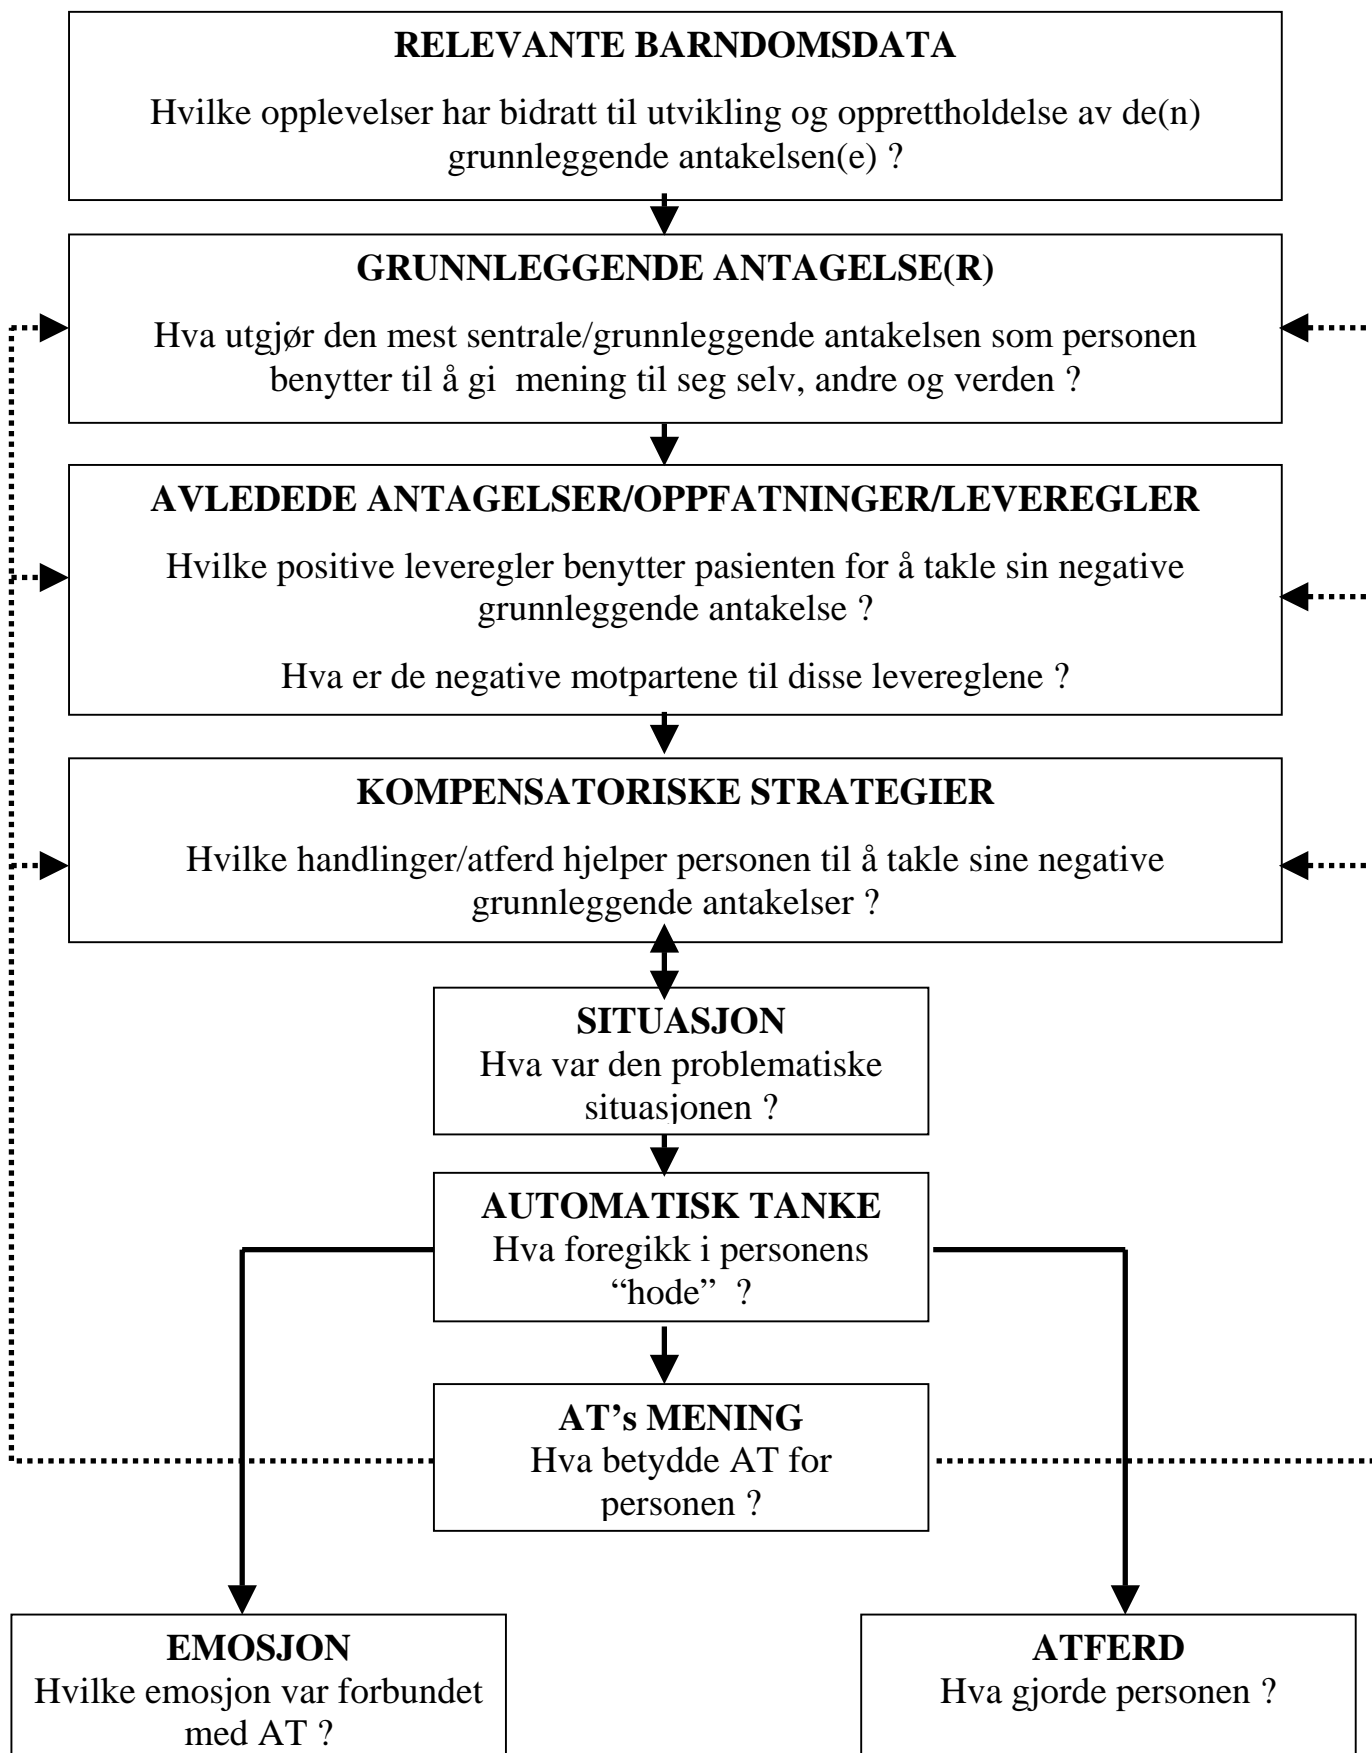 RELEVANTE BARNDOMSDATA
Hvilke opplevelser har bidratt til utvikling og opprettholdelse av de(n)
grunnleggende antakelsen(e) ?
GRUNNLEGGENDE ANTAGELSE(R)
Hva utgjør den mest sentrale/grunnleggende antakelsen som personen
benytter til å gi mening til seg selv, andre og verden ?
AVLEDEDE ANTAGELSER/OPPFATNINGER/LEVEREGLER
Hvilke positive leveregler benytter pasienten for å takle sin negative
grunnleggende antakelse ?
Hva er de negative motpartene til disse levereglene ?
KOMPENSATORISKE STRATEGIER
Hvilke handlinger/atferd hjelper personen til å takle sine negative
grunnleggende antakelser ?
SITUASJON
Hva var den problematiske
situasjonen ?
AUTOMATISK TANKE
Hva foregikk i personens
“hode” ?
AT’s MENING
Hva betydde AT for
personen ?
EMOSJON
Hvilke emosjon var forbundet
med AT ?
ATFERD
Hva gjorde personen ?